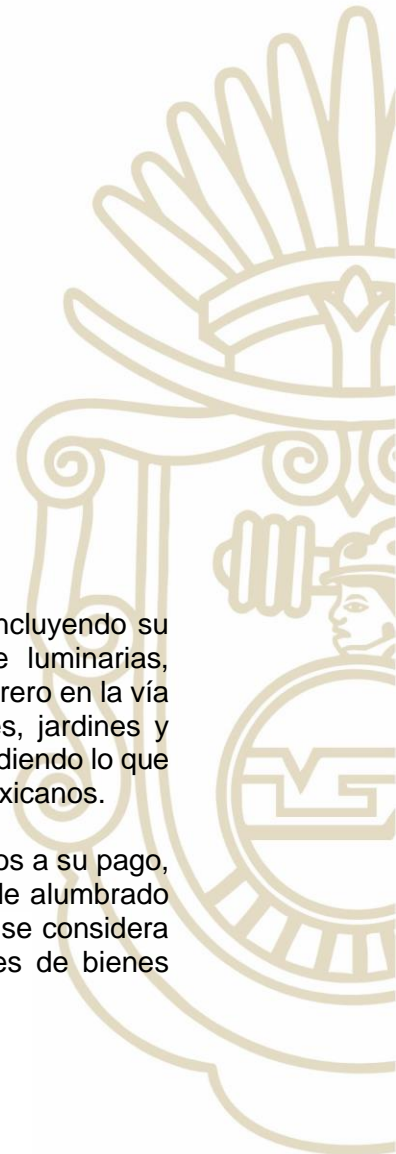 ncluyendo su
e luminarias,
rero en la vía
es, jardines y
diendo lo que
exicanos.
os a su pago,
de alumbrado
se considera
es de bienes